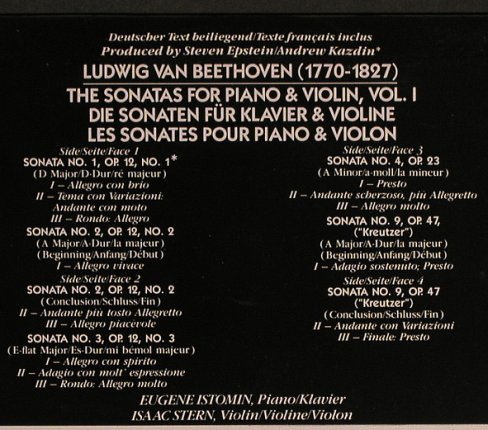 Deutscher Text beiliegend/Texte français inclus
Produced by Steven Epstein/Andrew Kazdin*
LUDWIG VAN BEETHOVEN (1770-1827)
THE SONATAS FOR PIANO & VIOLIN, VOL. I
DIE SONATEN FÜR KLAVIER & VIOLINE
LES SONATES POUR PIANO & VIOLON
Side/Seite/Face 1
SONATA NO. 1, OP. 12, NO. 1*
(D Major/D-Dur/ré majeur)
I – Allegro con brio
II – Tema con Variazioni:
Andante con moto
III – Rondo: Allegro
SONATA NO. 2, OP. 12, NO. 2
(A Major/A-Dur/la majeur)
(Beginning/Anfang/Début)
I – Allegro vivace
Side/Seite/Face 2
SONATA NO. 2, OP. 12, NO. 2
(Conclusion/Schluss/Fin)
II – Andante più tosto Allegretto
III – Allegro piacévole
SONATA NO. 3, OP. 12, NO. 3
(E-flat Major/Es-Dur/mi bémol majeur)
I – Allegro con spirito
II – Adagio con molt' espressione
III – Rondo: Allegro molto
Side/Seite/Face 3
SONATA NO. 4, OP. 23
(A Minor/a-moll/la mineur)
I – Presto
II – Andante scherzoso, più Allegretto
III – Allegro molto
SONATA NO. 9, OP. 47,
("Kreutzer")
(A Major/A-Dur/la majeur)
(Beginning/Anfang/Début)
I – Adagio sostenuto; Presto
Side/Seite/Face 4
SONATA NO. 9, OP. 47
("Kreutzer")
(Conclusion/Schluss/Fin)
II – Andante con Variazioni
III – Finale: Presto
EUGENE ISTOMIN, Piano/Klavier
ISAAC STERN, Violin/Violine/Violon